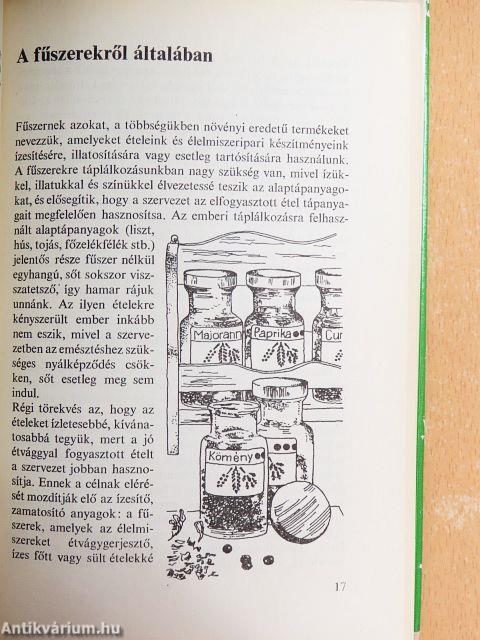 A fűszerekről általában
Fűszernek azokat, a többségükben növényi eredetű termékeket
nevezzük, amelyeket ételeink és élelmiszeripari készítményeink
ízesítésére, illatosítására vagy esetleg tartósítására használunk.
A fűszerekre táplálkozásunkban nagy szükség van, mivel ízük-
kel, illatukkal és színükkel élvezetessé teszik az alaptápanyago-
kat, és elősegítik, hogy a szervezet az elfogyasztott étel tápanya-
gait megfelelően hasznosítsa. Az emberi táplálkozásra felhasz-
nált alaptápanyagok (liszt,
hús, tojás, főzelékfélék stb.)
jelentős része fűszer nélkül
egyhangú, sőt sokszor visz-
szatetsző, így hamar rájuk
unnánk. Az ilyen ételekre
kényszerült ember inkább
nem eszik, mivel a szerve-
zetben az emésztéshez szük-
séges nyálképződés csök-
ken, sőt esetleg meg sem
indul.
Régi törekvés az, hogy az
ételeket ízletesebbé, kívána-
tosabbá tegyük, mert a jó
étvággyal fogyasztott ételt
a szervezet jobban haszno-
sítja. Ennek a célnak eléré-
sét mozdítják elő az ízesítő,
zamatosító anyagok: a fű-
szerek, amelyek az élelmi-
szereket étvágygerjesztő,
ízes főtt vagy sült ételekké
Majorann
Paprika
Cur
Kömény
17
Antikvárium.hu